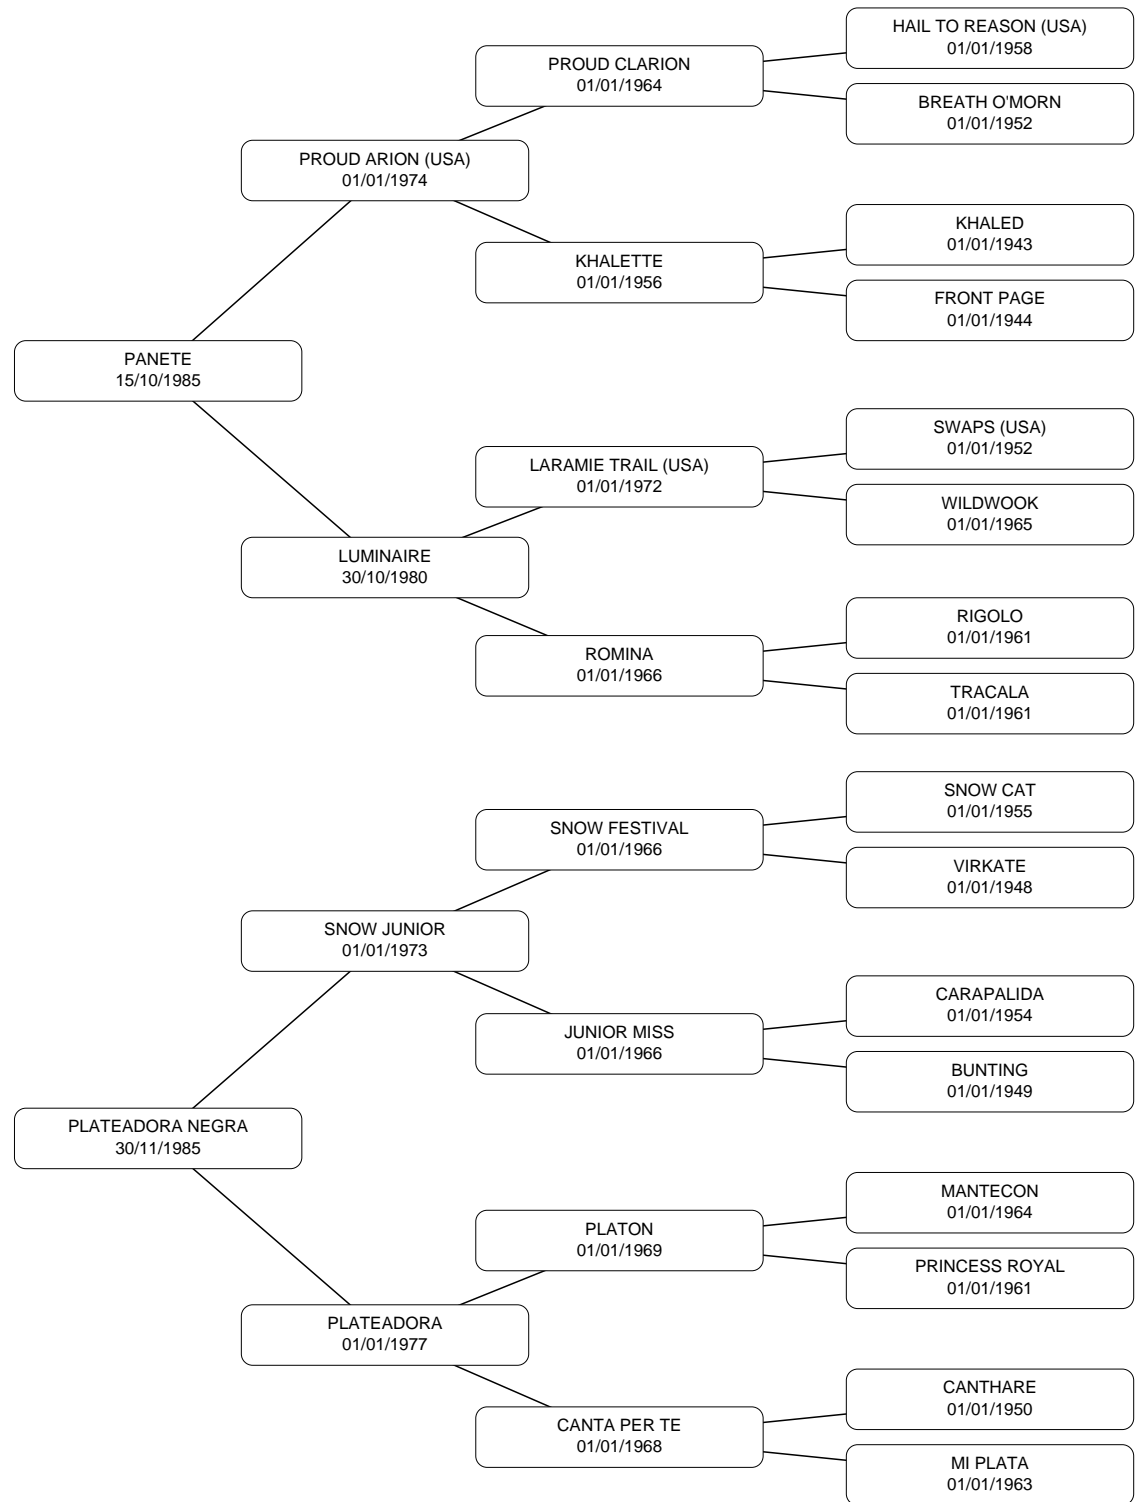 HAIL TO REASON (USA)
01/01/1958
PROUD CLARION
01/01/1964
BREATH O'MORN
01/01/1952
PROUD ARION (USA)
01/01/1974
KHALED
01/01/1943
KHALETTE
01/01/1956
FRONT PAGE
01/01/1944
PANETE
15/10/1985
SWAPS (USA)
01/01/1952
LARAMIE TRAIL (USA)
01/01/1972
WILDWOOK
01/01/1965
LUMINAIRE
30/10/1980
RIGOLO
01/01/1961
ROMINA
01/01/1966
TRACALA
01/01/1961
SNOW CAT
01/01/1955
SNOW FESTIVAL
01/01/1966
VIRKATE
01/01/1948
SNOW JUNIOR
01/01/1973
CARAPALIDA
01/01/1954
JUNIOR MISS
01/01/1966
BUNTING
01/01/1949
PLATEADORA NEGRA
30/11/1985
MANTECON
01/01/1964
PLATON
01/01/1969
PRINCESS ROYAL
01/01/1961
PLATEADORA
01/01/1977
CANTHARE
01/01/1950
CANTA PER TE
01/01/1968
MI PLATA
01/01/1963